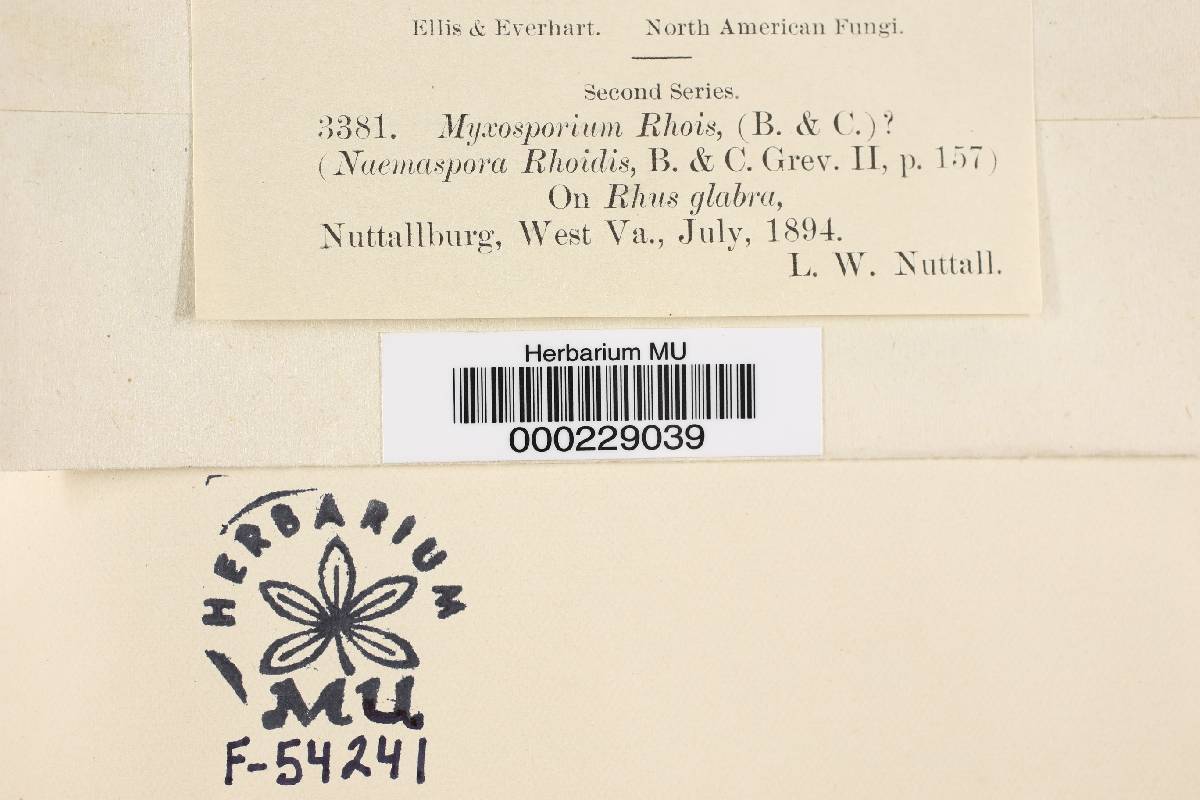 Ellis & Everhart. North American Fungi.
Second Series.
3381. Myxosporium Rhois, (B. & C.)?
(Naemaspora Rhoidis, B. & C. Grev. II, p. 157)
On Rhus glabra,
Nuttallburg, West Va., July, 1894.
L. W. Nuttall.
Herbarium MU
000229039
HERBARIUM
MU
F-54241